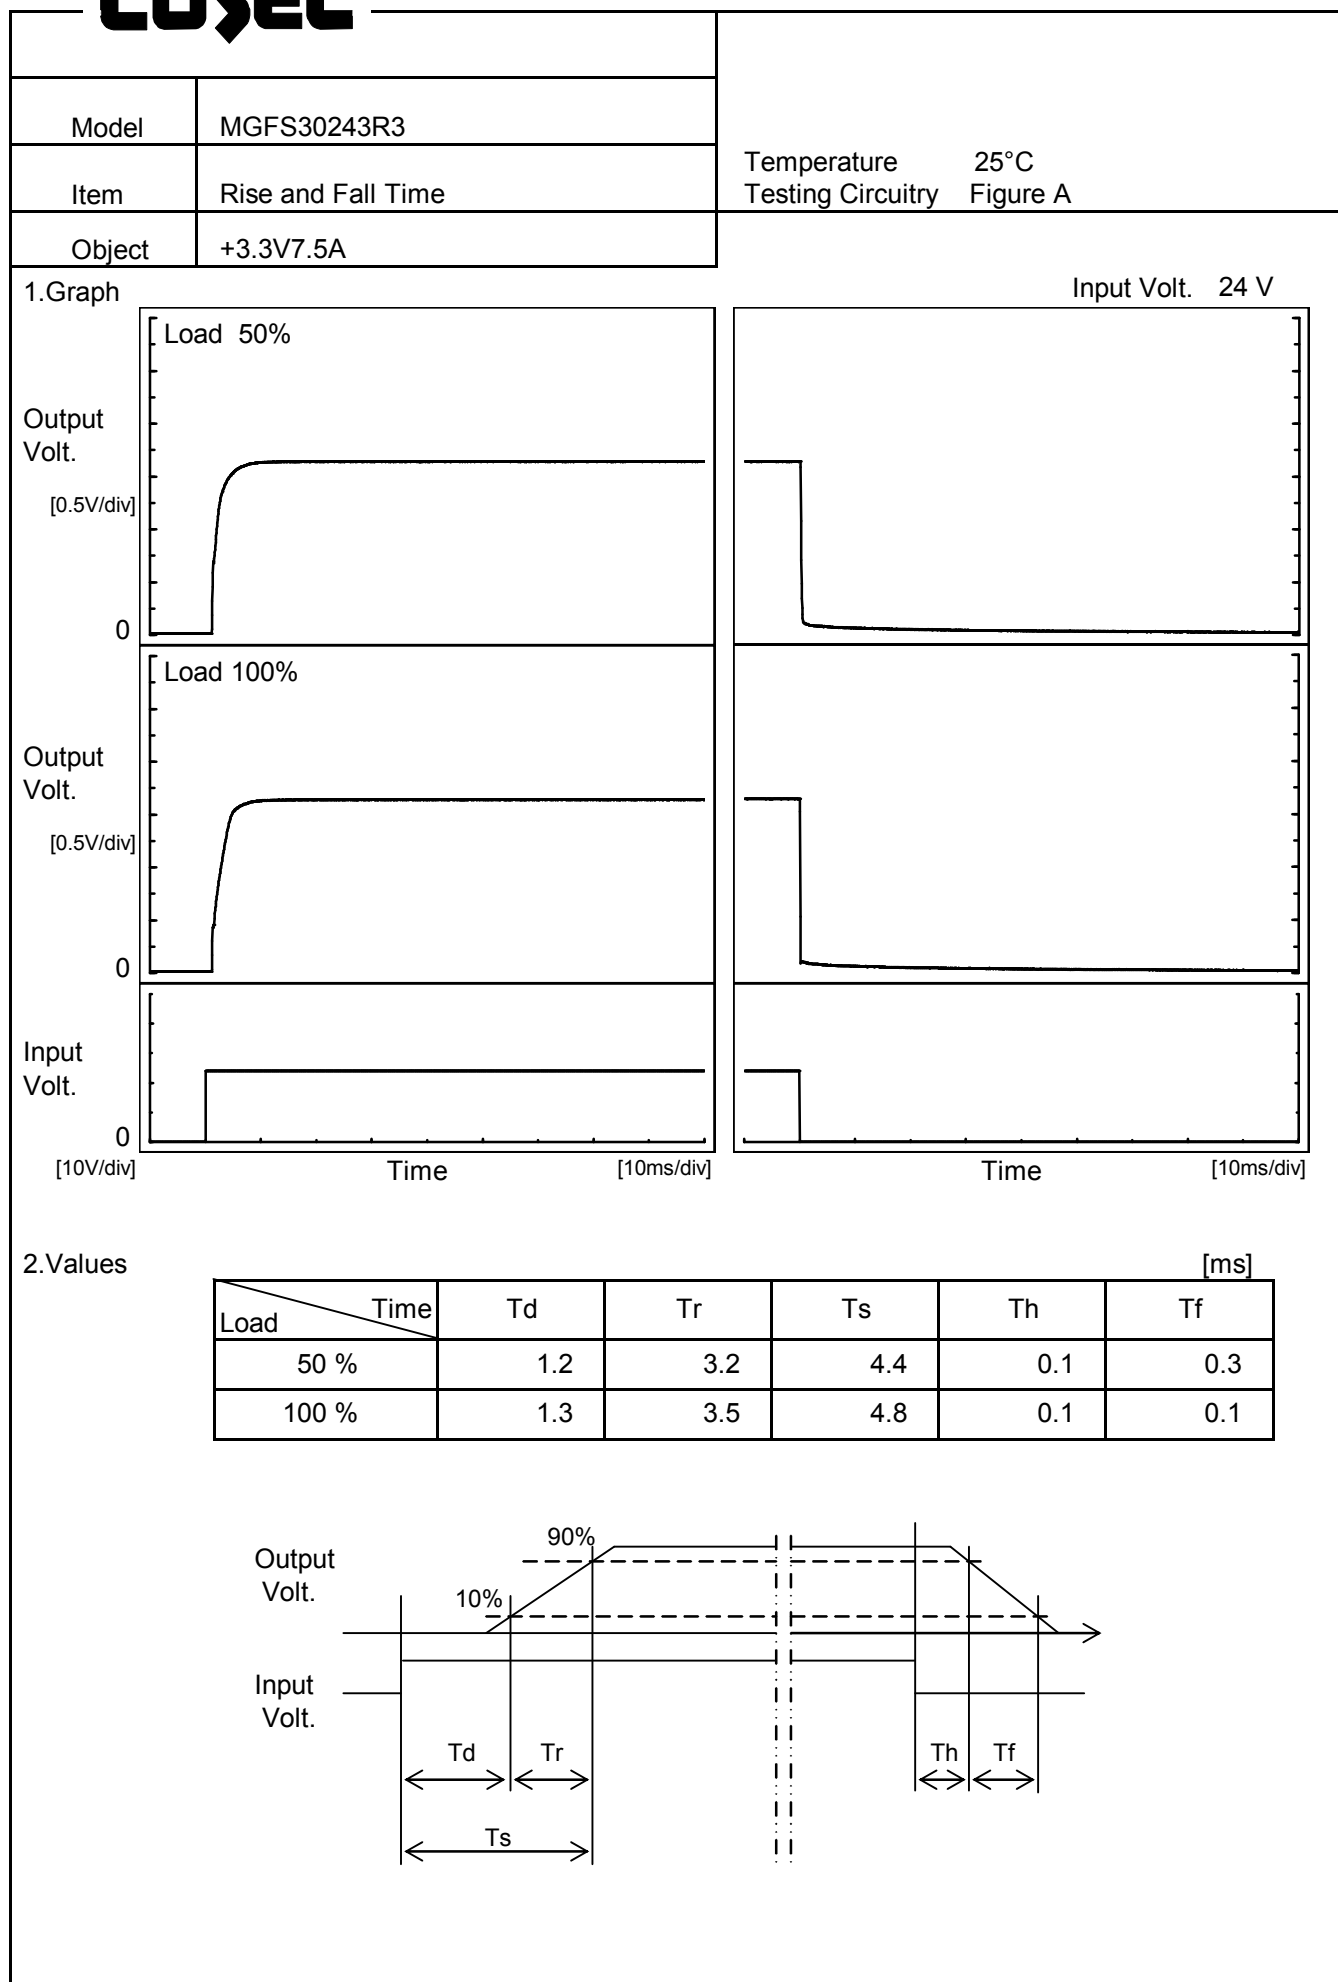 COSEL
Model MGFS30243R3
Temperature 25°C
Item Rise and Fall Time Testing Circuitry Figure A
Object +3.3V7.5A
1.Graph Input Volt. 24 V
Load 50%
Output
Volt.
[0.5V/div]
0
Load 100%
Output
Volt.
[0.5V/div]
0
Input
Volt.
0
[10V/div] Time [10ms/div] Time [10ms/div]
2.Values [ms]
Time
Load Td Tr Ts Th Tf
50 % 1.2 3.2 4.4 0.1 0.3
100 % 1.3 3.5 4.8 0.1 0.1
90%
Output
Volt.
10%
Input
Volt.
Td Tr Th Tf
Ts